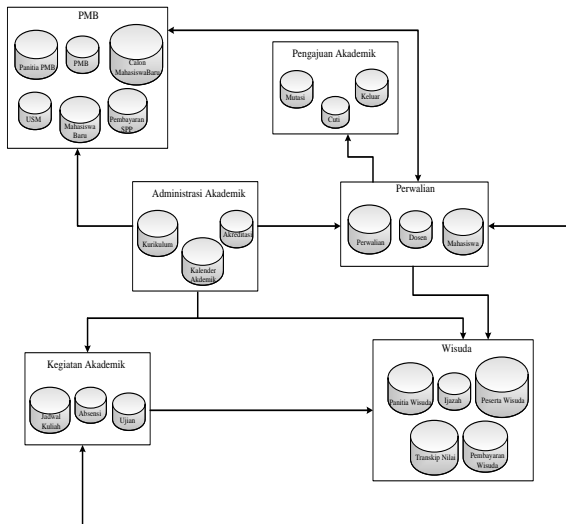 PMB
Panitia PMB
PMB
Calon
MahasiswaBaru
USM
Mahasiswa
Baru
Pembayaran
SPP
Pengajuan Akademik
Mutasi
Cuti
Keluar
Administrasi Akademik
Kurikulum
Kalender
Akdemik
Akreditasi
Perwalian
Perwalian
Dosen
Mahasiswa
Kegiatan Akademik
Jadwal
Kuliah
Absensi
Ujian
Wisuda
Panitia Wisuda
Ijazah
Peserta Wisuda
Transkip Nilai
Pembayaran
Wisuda